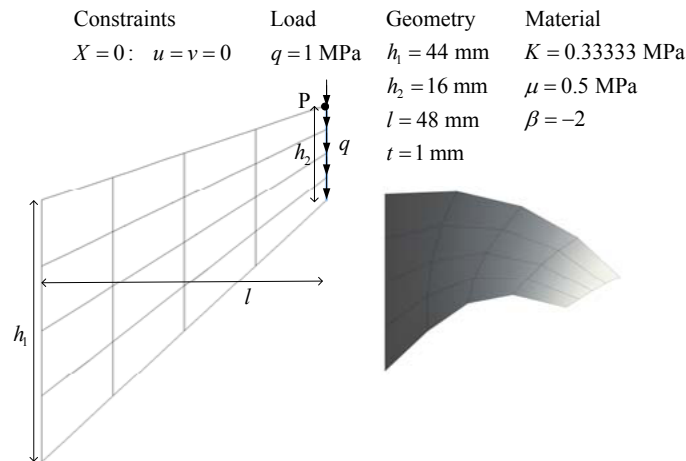 Constraints Load Geometry Material
X = 0: u = v = 0 q = 1 MPa h₁ = 44 mm K = 0.33333 MPa
h₂ = 16 mm μ = 0.5 MPa
l = 48 mm β = −2
t = 1 mm
P
h₂
q
l
h₁